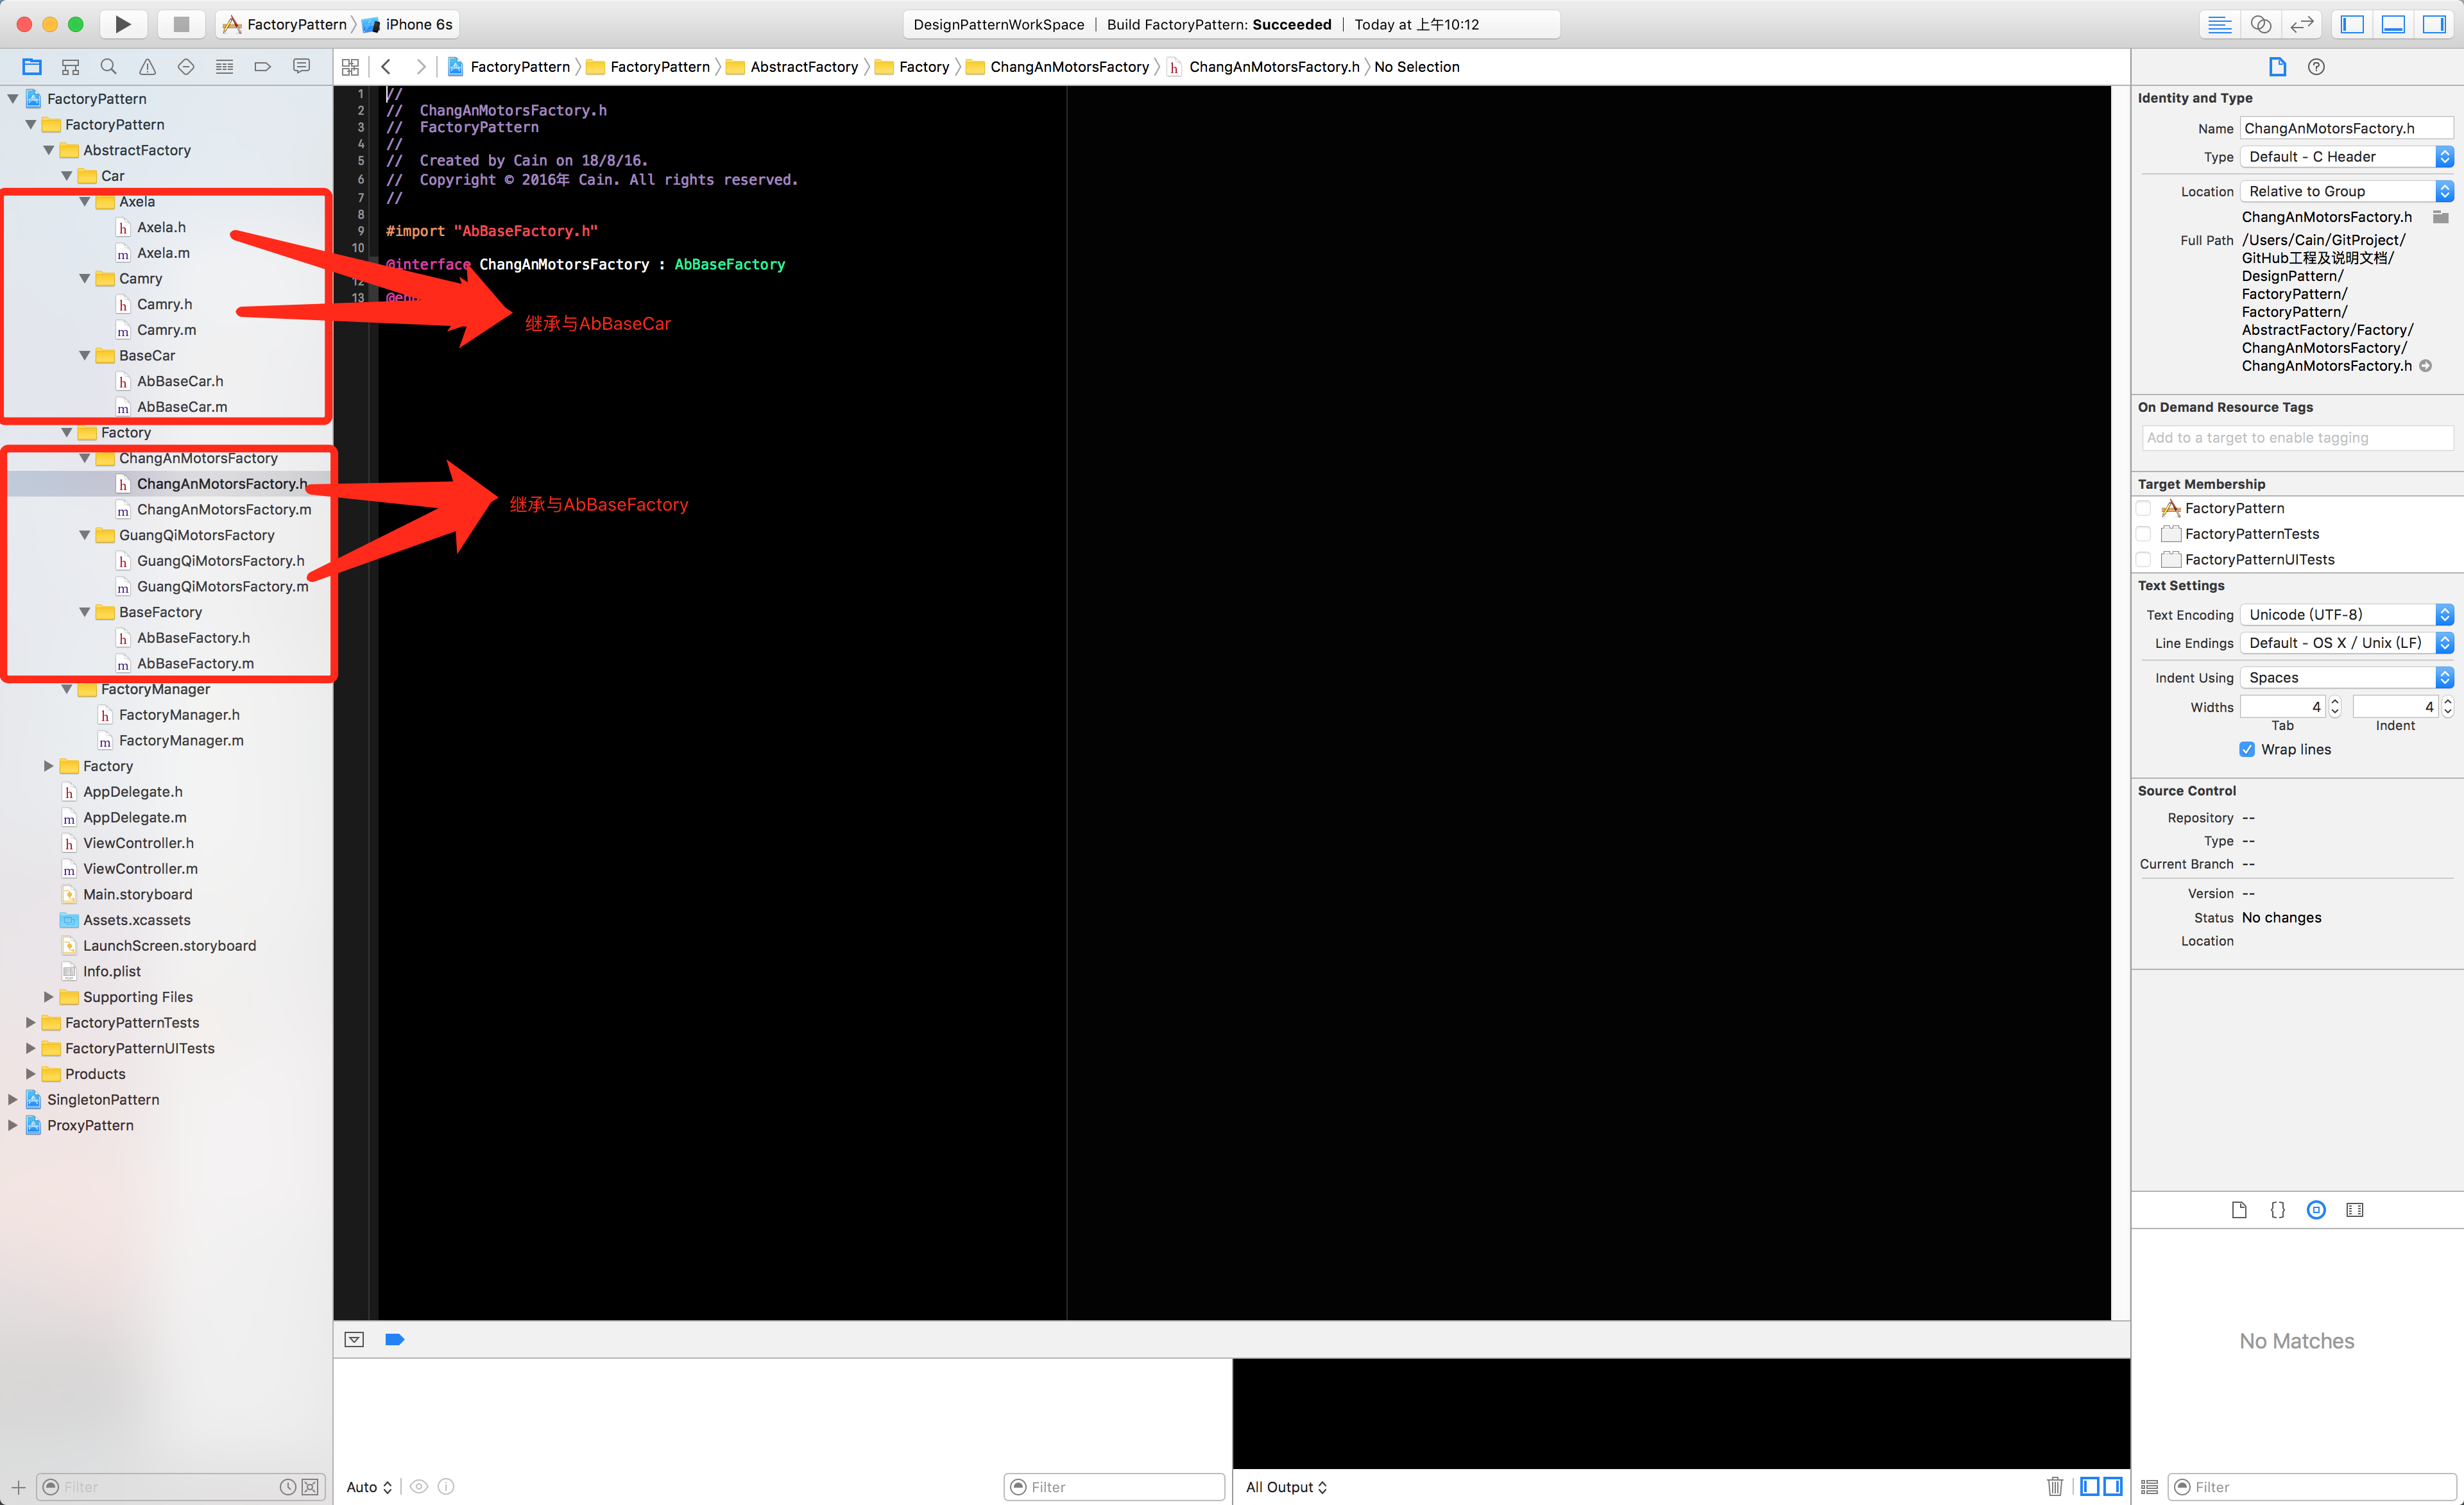 FactoryPattern
iPhone 6s
DesignPatternWorkSpace | Build FactoryPattern: Succeeded | Today at 上午10:12
FactoryPattern
FactoryPattern
AbstractFactory
Factory
ChangAnMotorsFactory
ChangAnMotorsFactory.h
No Selection
FactoryPattern
FactoryPattern
AbstractFactory
Car
Axela
Axela.h
Axela.m
Camry
Camry.h
Camry.m
BaseCar
AbBaseCar.h
AbBaseCar.m
Factory
ChangAnMotorsFactory
ChangAnMotorsFactory.h
ChangAnMotorsFactory.m
GuangQiMotorsFactory
GuangQiMotorsFactory.h
GuangQiMotorsFactory.m
BaseFactory
AbBaseFactory.h
AbBaseFactory.m
FactoryManager
FactoryManager.h
FactoryManager.m
Factory
AppDelegate.h
AppDelegate.m
ViewController.h
ViewController.m
Main.storyboard
Assets.xcassets
LaunchScreen.storyboard
Info.plist
Supporting Files
FactoryPatternTests
FactoryPatternUITests
Products
SingletonPattern
ProxyPattern
Filter
1 //
2 //  ChangAnMotorsFactory.h
3 //  FactoryPattern
4 //
5 //  Created by Cain on 18/8/16.
6 //  Copyright © 2016年 Cain. All rights reserved.
7 //
8
9 #import "AbBaseFactory.h"
10
@interface ChangAnMotorsFactory : AbBaseFactory
12
13
继承与AbBaseCar
继承与AbBaseFactory
Auto
Filter
All Output
Identity and Type
Name ChangAnMotorsFactory.h
Type Default - C Header
Location Relative to Group
ChangAnMotorsFactory.h
Full Path /Users/Cain/GitProject/
GitHub工程及说明文档/
DesignPattern/
FactoryPattern/
FactoryPattern/
AbstractFactory/Factory/
ChangAnMotorsFactory/
ChangAnMotorsFactory.h
On Demand Resource Tags
Add to a target to enable tagging
Target Membership
FactoryPattern
FactoryPatternTests
FactoryPatternUITests
Text Settings
Text Encoding Unicode (UTF-8)
Line Endings Default - OS X / Unix (LF)
Indent Using Spaces
Widths 4 4
Tab Indent
Wrap lines
Source Control
Repository --
Type --
Current Branch --
Version --
Status No changes
Location
No Matches
Filter